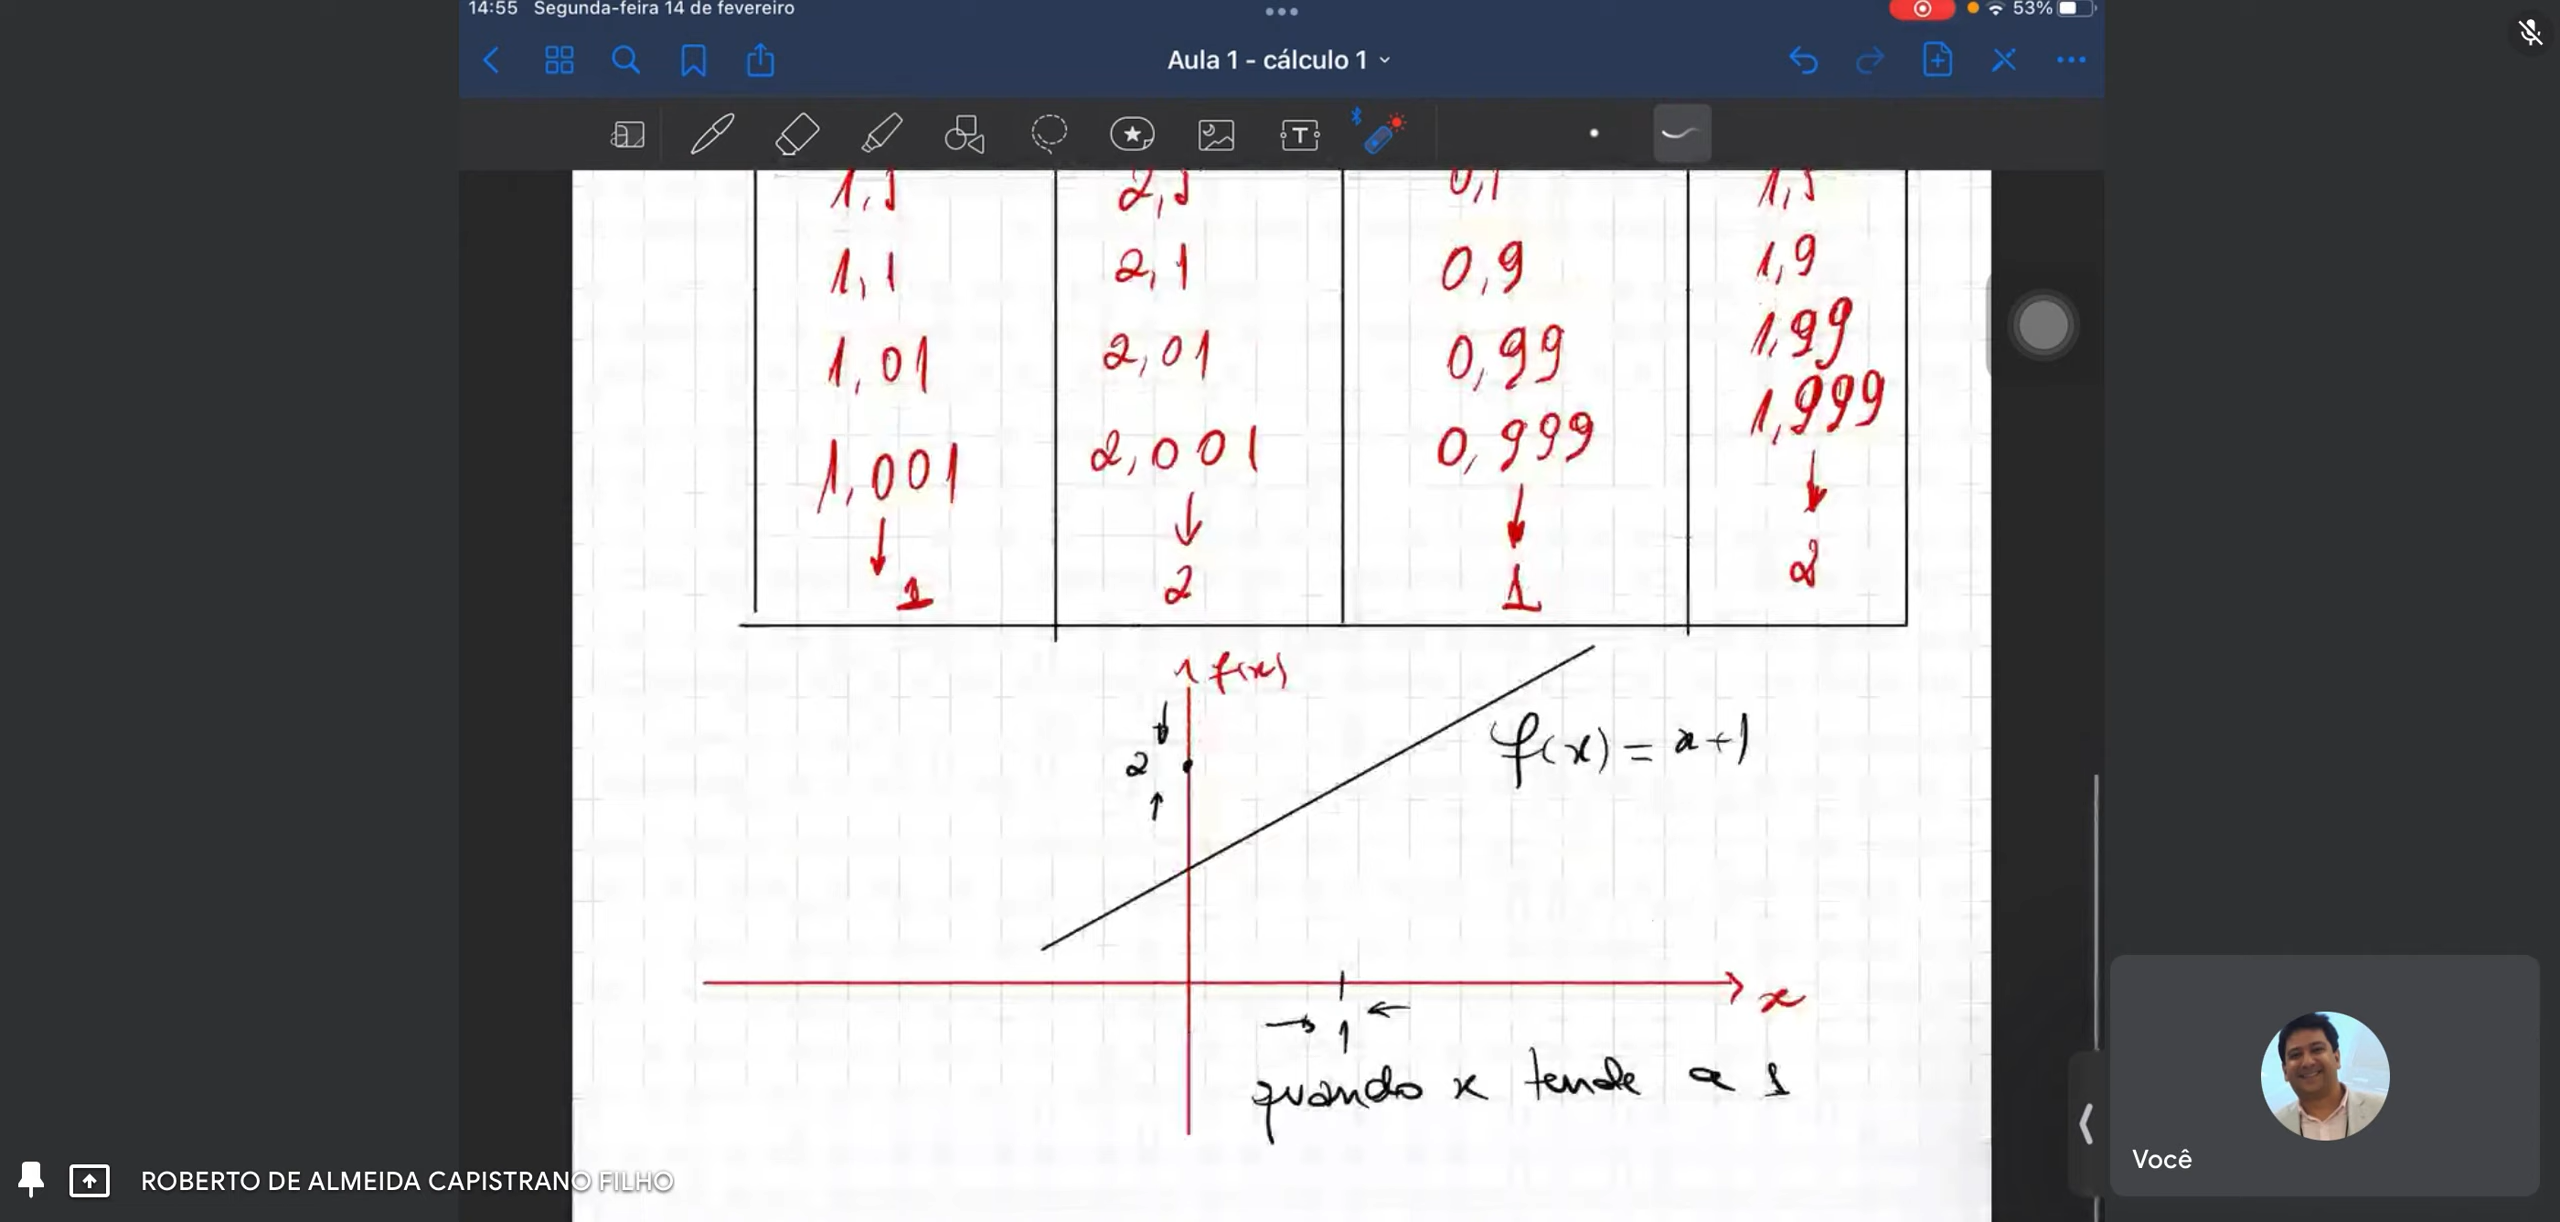 14:55 Segunda-feira 14 de fevereiro
53%
Aula 1 - cálculo 1
T
1,1 2,1 0,9 1,9
1,01 2,01 0,99 1,99
1,001 2,001 0,999 1,999
↓ ↓ ↓ ↓
1 2 1 2
f(x)
↓
2
↑
f(x) = x+1
x
→ 1 ←
quando x tende a 1
ROBERTO DE ALMEIDA CAPISTRANO FILHO
Você